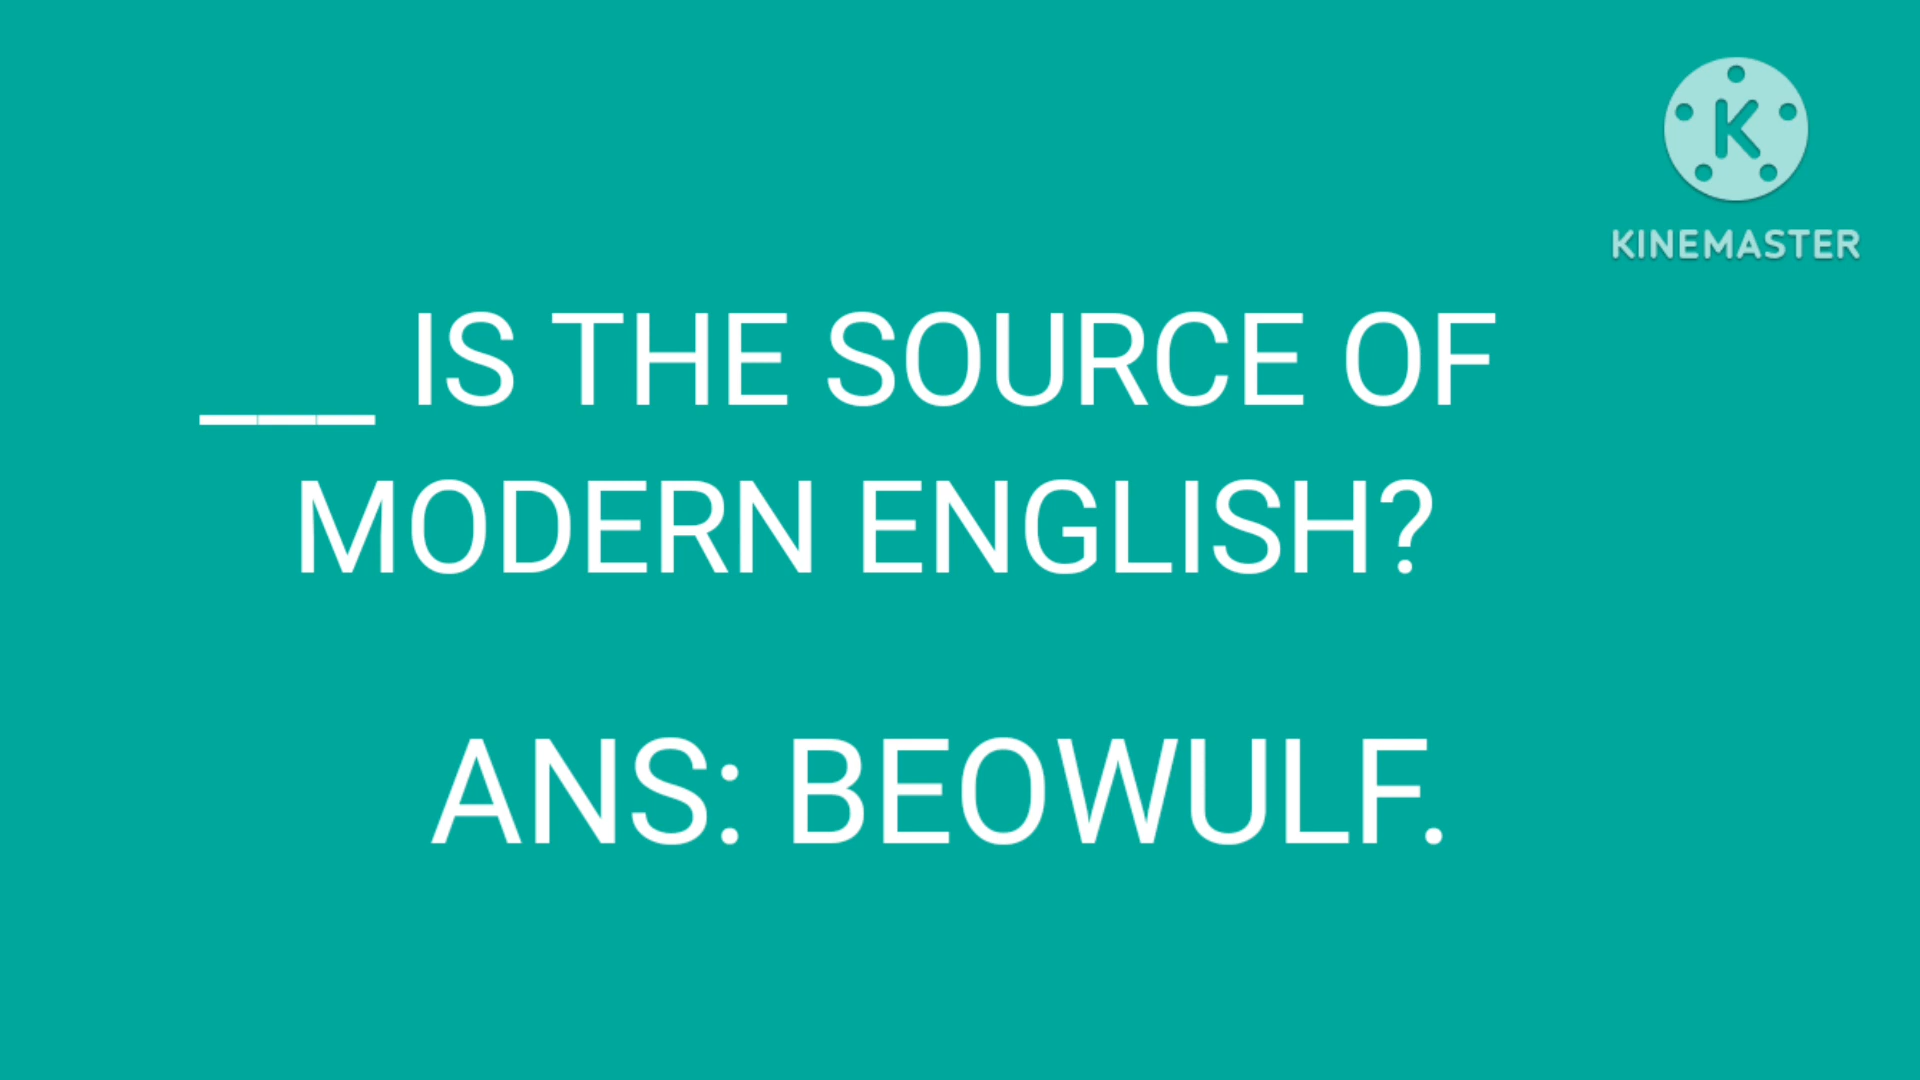 K
KINEMASTER
___ IS THE SOURCE OF
MODERN ENGLISH?
ANS: BEOWULF.